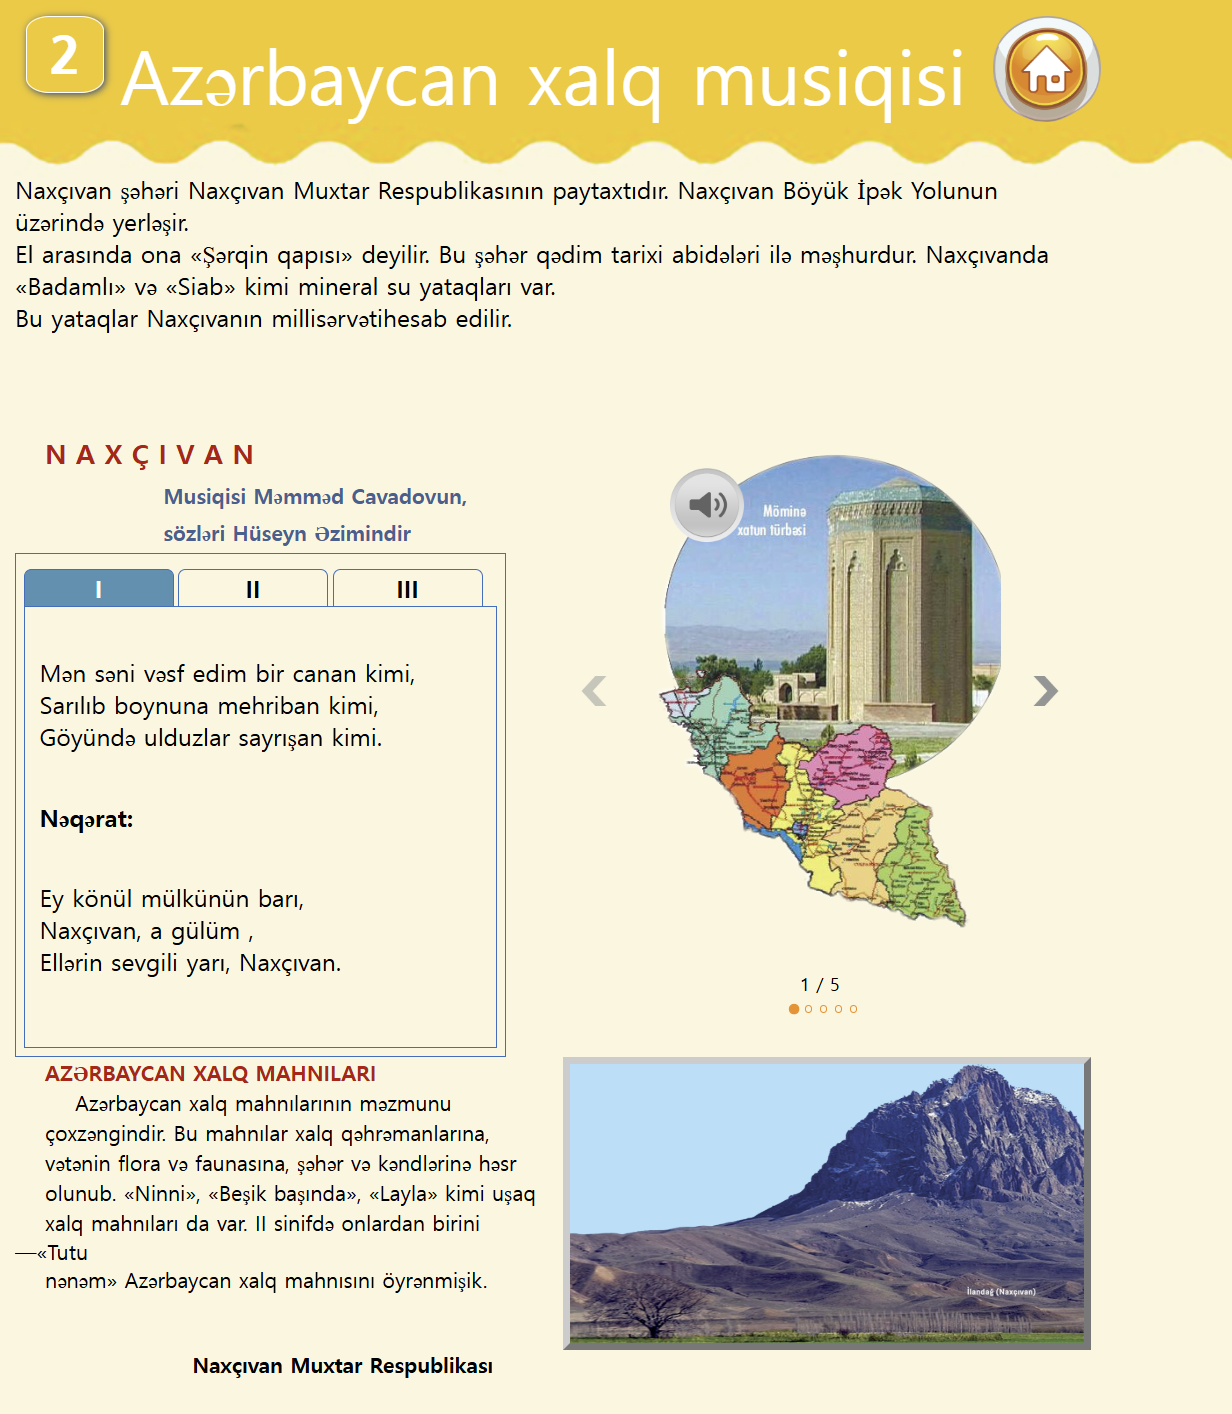 2
Azərbaycan xalq musiqisi
Naxçıvan şəhəri Naxçıvan Muxtar Respublikasının paytaxtıdır. Naxçıvan Böyük İpək Yolunun
üzərində yerləşir.
El arasında ona «Şərqin qapısı» deyilir. Bu şəhər qədim tarixi abidələri ilə məşhurdur. Naxçıvanda
«Badamlı» və «Siab» kimi mineral su yataqları var.
Bu yataqlar Naxçıvanın millisərvətihesab edilir.
NAXÇIVAN
Musiqisi Məmməd Cavadovun,
sözləri Hüseyn Əzimindir
I II III
Mən səni vəsf edim bir canan kimi,
Sarılıb boynuna mehriban kimi,
Göyündə ulduzlar sayrışan kimi.
Nəqərat:
Ey könül mülkünün barı,
Naxçıvan, a gülüm ,
Ellərin sevgili yarı, Naxçıvan.
Möminə
xatun türbəsi
1 / 5
AZƏRBAYCAN XALQ MAHNILARI
Azərbaycan xalq mahnılarının məzmunu
çoxzəngindir. Bu mahnılar xalq qəhrəmanlarına,
vətənin flora və faunasına, şəhər və kəndlərinə həsr
olunub. «Ninni», «Beşik başında», «Layla» kimi uşaq
xalq mahnıları da var. II sinifdə onlardan birini
—«Tutu
nənəm» Azərbaycan xalq mahnısını öyrənmişik.
İlandağ (Naxçıvan)
Naxçıvan Muxtar Respublikası